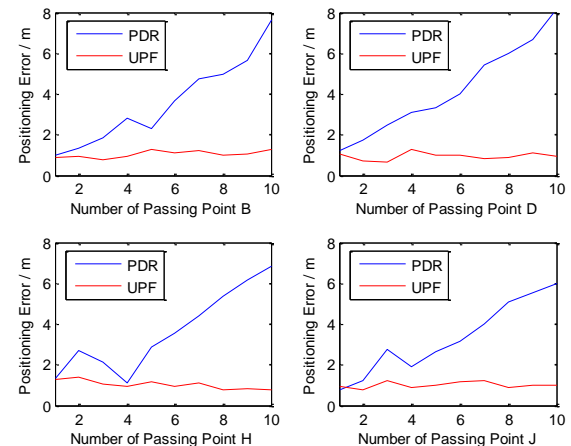 8
6
4
2
0
Positioning Error / m
PDR
UPF
2 4 6 8 10
Number of Passing Point B
8
6
4
2
0
Positioning Error / m
PDR
UPF
2 4 6 8 10
Number of Passing Point D
8
6
4
2
0
Positioning Error / m
PDR
UPF
2 4 6 8 10
Number of Passing Point H
8
6
4
2
0
Positioning Error / m
PDR
UPF
2 4 6 8 10
Number of Passing Point J